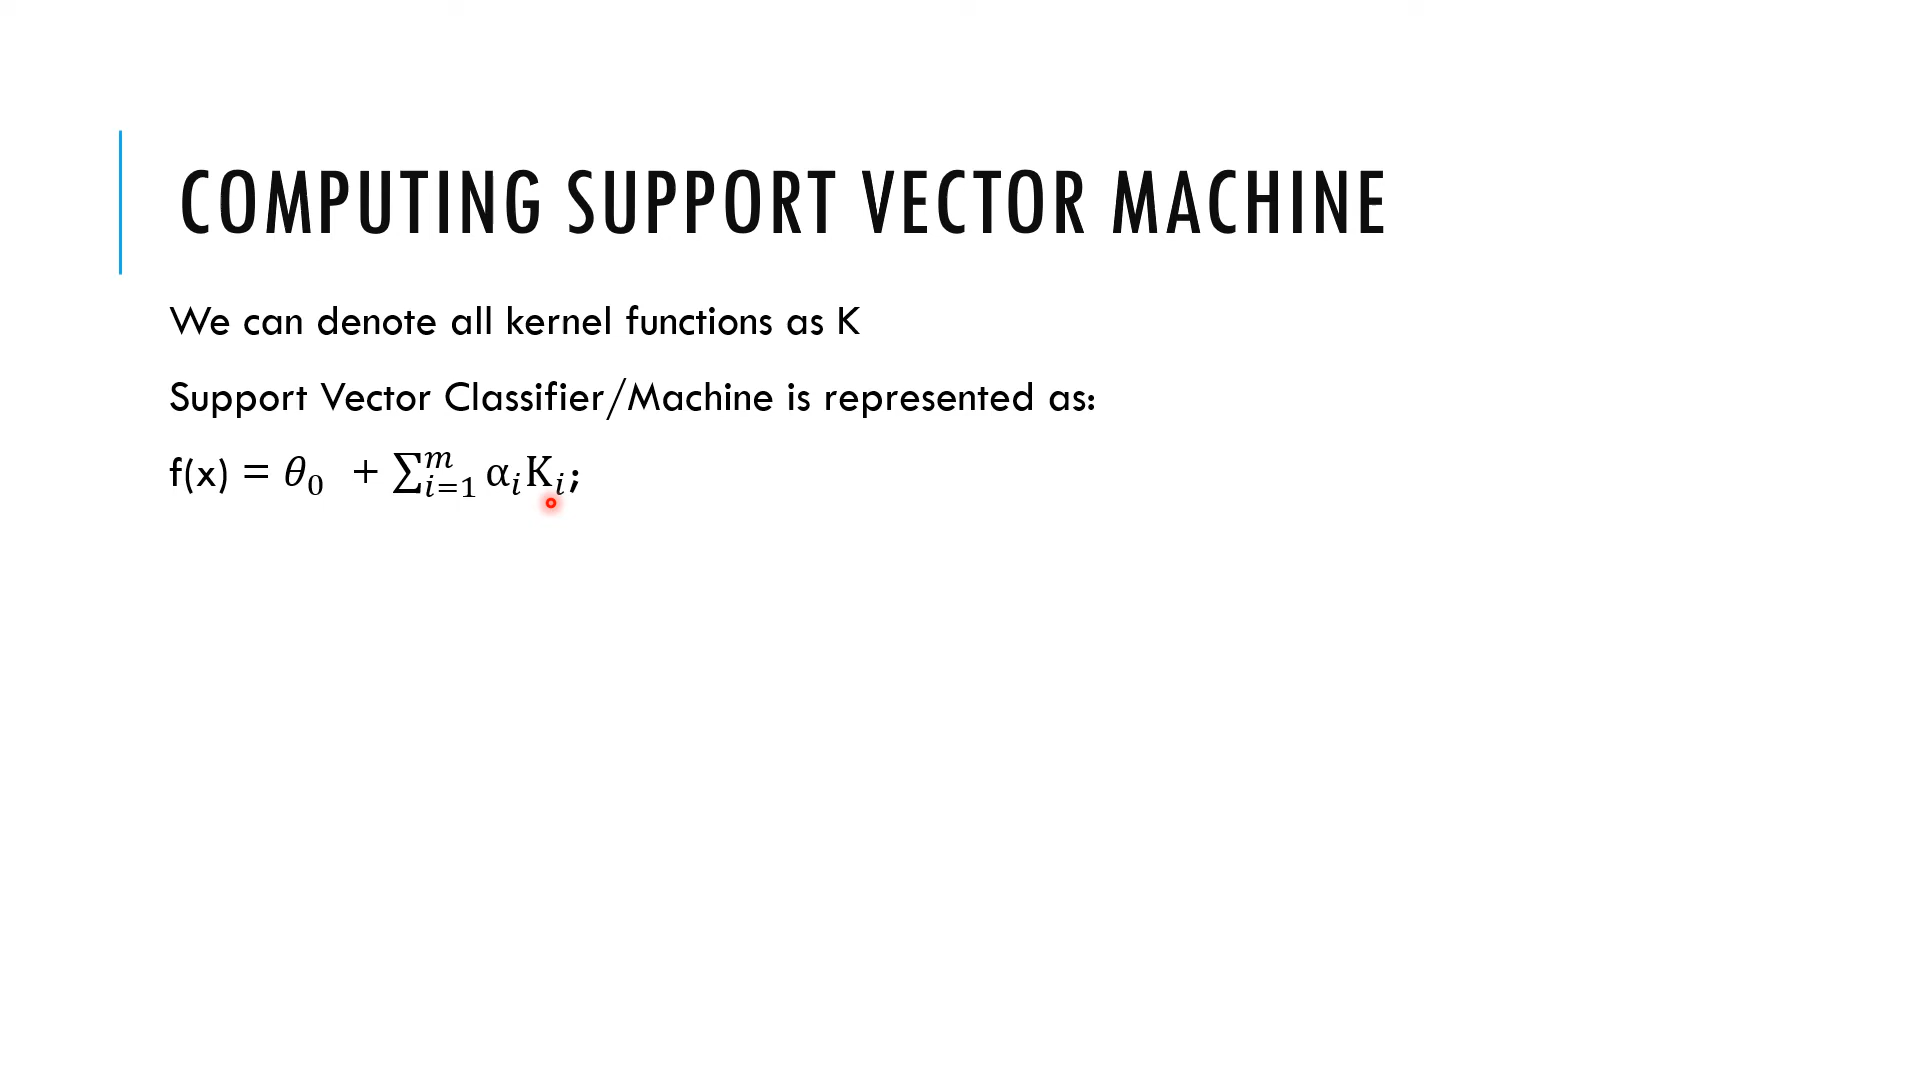 COMPUTING SUPPORT VECTOR MACHINE
We can denote all kernel functions as K
Support Vector Classifier/Machine is represented as:
f(x) = 𝜃₀ + ∑ᵢ₌₁ᵐ αᵢKᵢ;